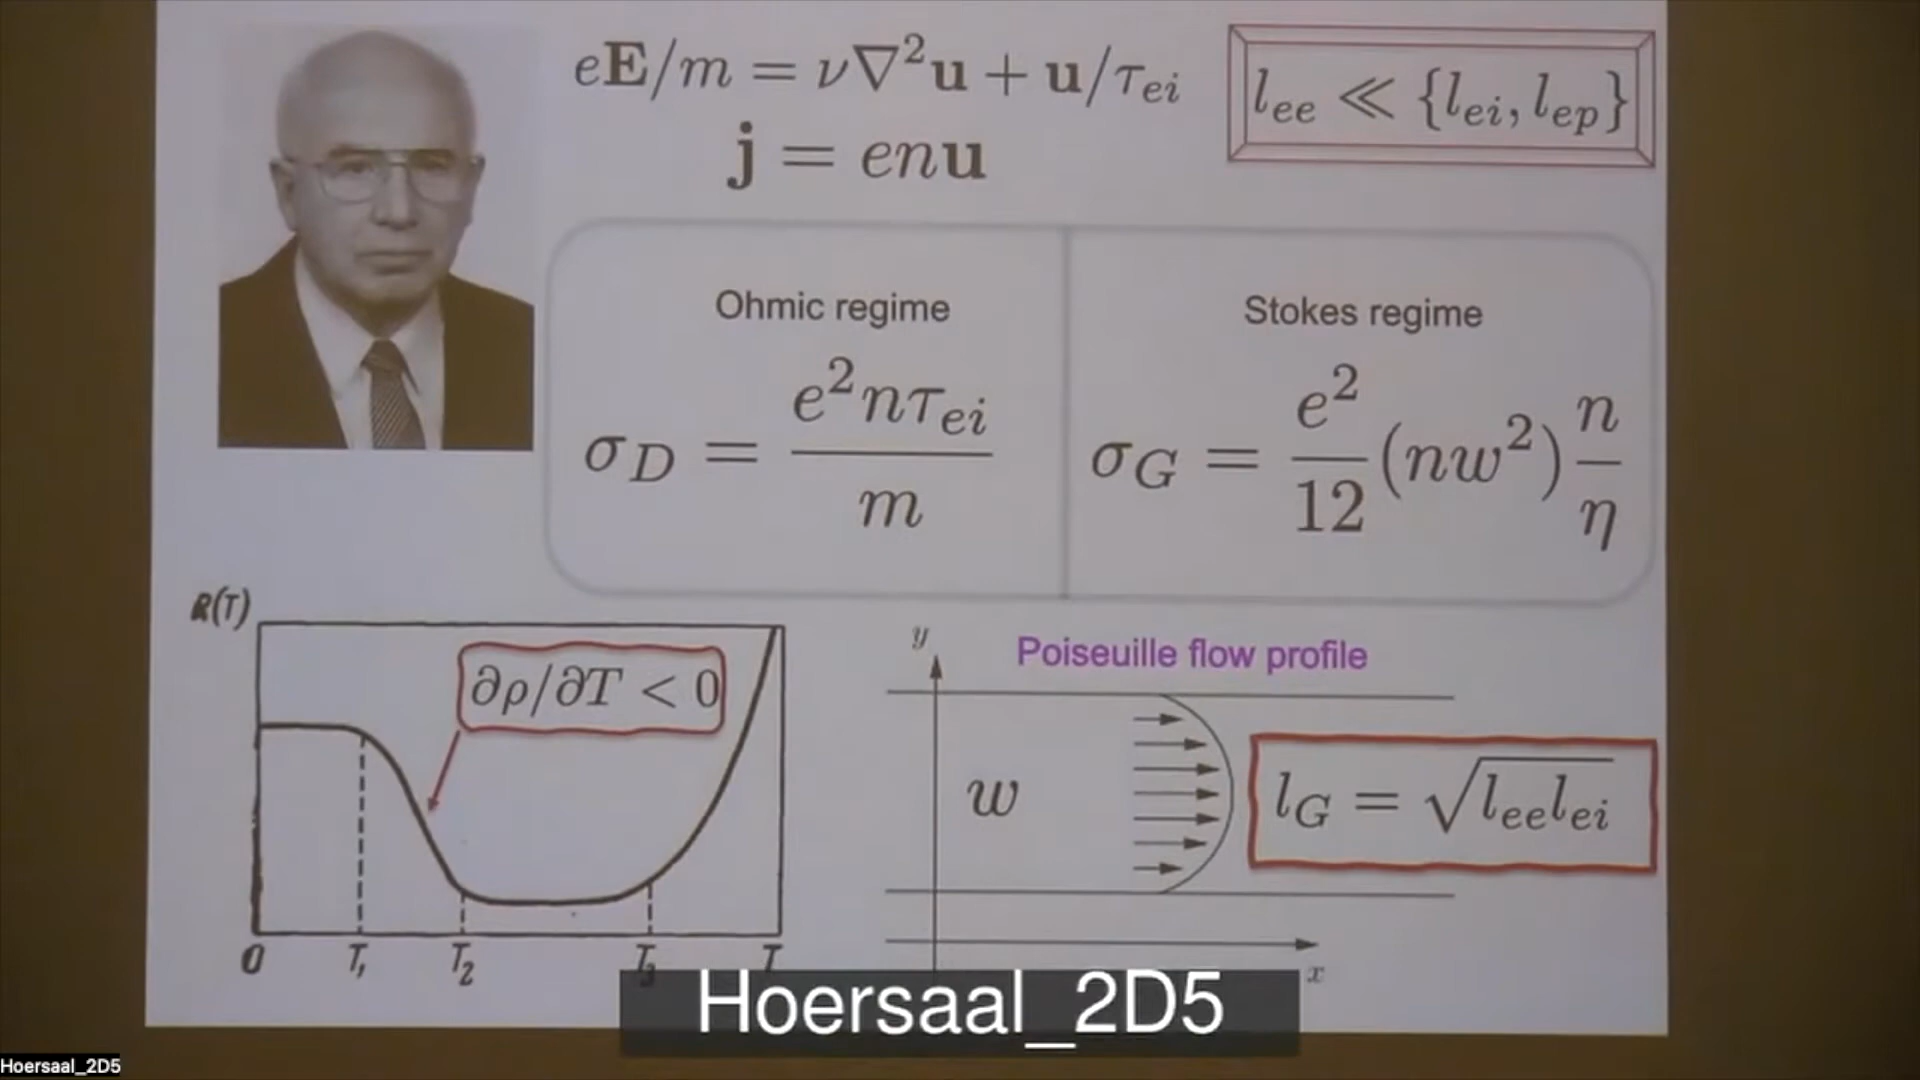 eE/m = ν∇²u + u/τ_ei
j = enu
l_ee ≪ {l_ei, l_ep}
Ohmic regime
σ_D = e²nτ_ei / m
Stokes regime
σ_G = e²/12 (nw²) n/η
R(T)
∂ρ/∂T < 0
0 T₁ T₂ T₃ T
Poiseuille flow profile
y
w
l_G = √l_ee l_ei
x
Hoersaal_2D5
Hoersaal_2D5